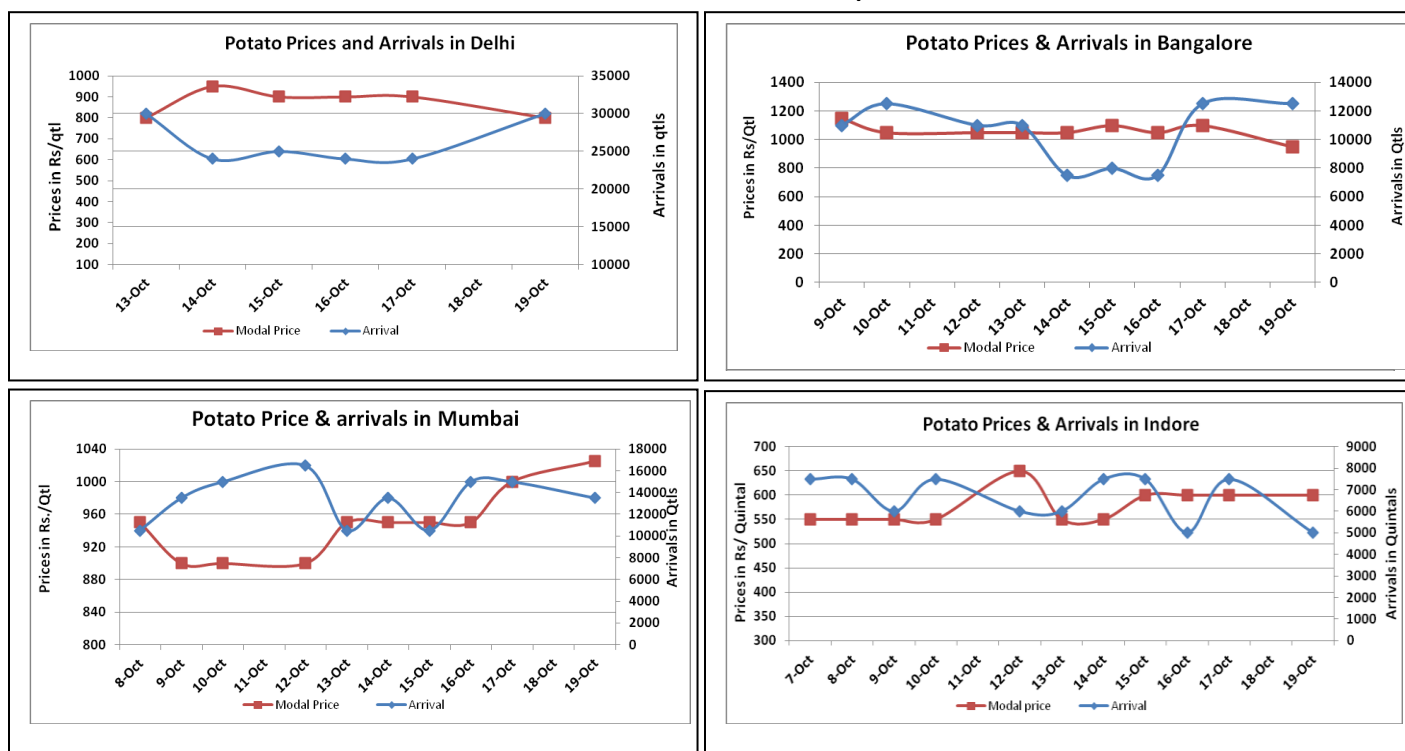 Potato Prices and Arrivals in Delhi
Prices in Rs/qtl
1000
900
800
700
600
500
400
300
200
100
35000
30000
25000
20000
15000
10000
Arrivals in qtls
13-Oct
14-Oct
15-Oct
16-Oct
17-Oct
18-Oct
19-Oct
Modal Price
Arrival
Potato Prices & Arrivals in Bangalore
Prices in Rs/Qtl
1400
1200
1000
800
600
400
200
0
14000
12000
10000
8000
6000
4000
2000
0
Arrivals in Qtls
9-Oct
10-Oct
11-Oct
12-Oct
13-Oct
14-Oct
15-Oct
16-Oct
17-Oct
18-Oct
19-Oct
Modal Price
Arrival
Potato Price & arrivals in Mumbai
Prices in Rs./Qtl
1040
1000
960
920
880
840
800
18000
16000
14000
12000
10000
8000
6000
4000
2000
0
Arrivals in Qtls
8-Oct
9-Oct
10-Oct
11-Oct
12-Oct
13-Oct
14-Oct
15-Oct
16-Oct
17-Oct
18-Oct
19-Oct
Modal Price
Arrival
Potato Prices & Arrivals in Indore
Prices in Rs/ Quintal
700
650
600
550
500
450
400
350
300
9000
8000
7000
6000
5000
4000
3000
2000
1000
0
Arrivals in Quintals
7-Oct
8-Oct
9-Oct
10-Oct
11-Oct
12-Oct
13-Oct
14-Oct
15-Oct
16-Oct
17-Oct
18-Oct
19-Oct
Modal price
Arrival